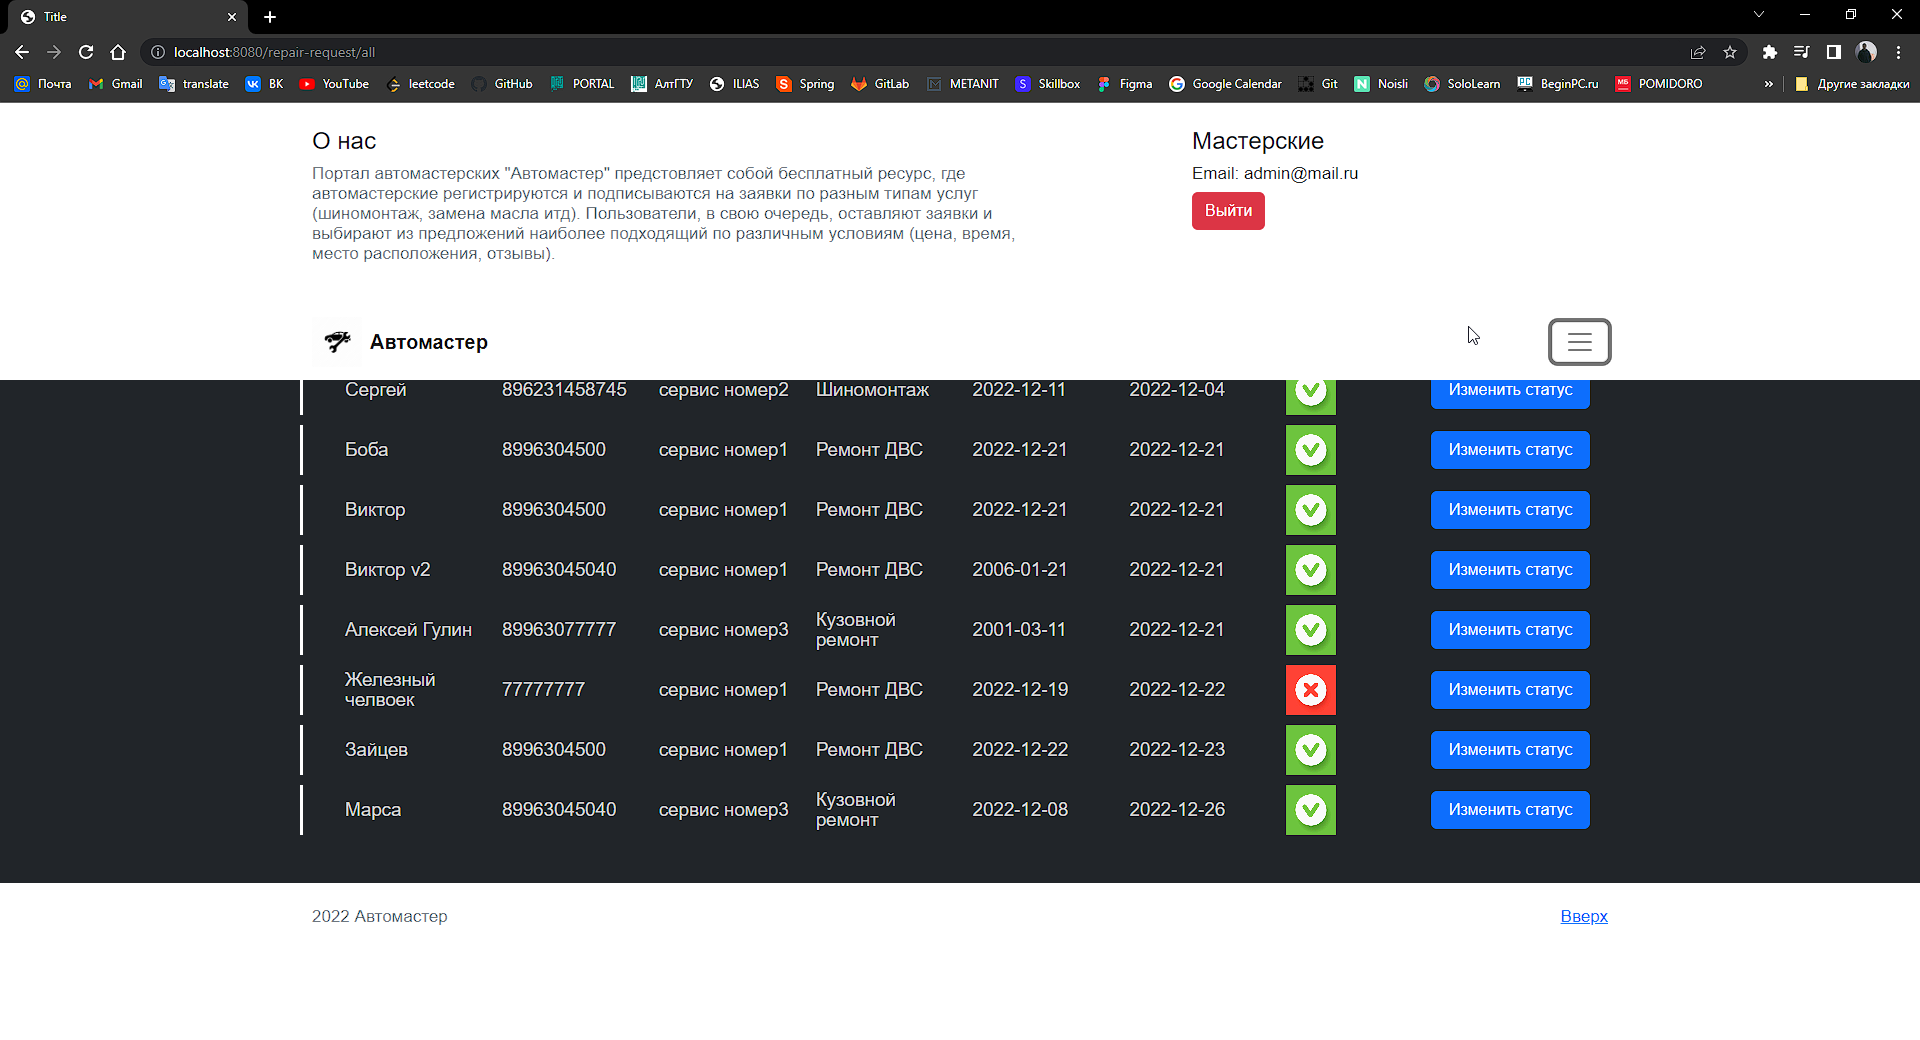 Title
localhost:8080/repair-request/all
Почта Gmail translate ВК YouTube leetcode GitHub PORTAL АлтГТУ ILIAS Spring GitLab METANIT Skillbox Figma Google Calendar Git Noisli SoloLearn BeginPC.ru POMIDORO » Другие закладки
О нас
Портал автомастерских "Автомастер" предстовляет собой бесплатный ресурс, где
автомастерские регистрируются и подписываются на заявки по разным типам услуг
(шиномонтаж, замена масла итд). Пользователи, в свою очередь, оставляют заявки и
выбирают из предложений наиболее подходящий по различным условиям (цена, время,
место расположения, отзывы).
Мастерские
Email: admin@mail.ru
Выйти
Автомастер
Сергей 896231458745 сервис номер2 Шиномонтаж 2022-12-11 2022-12-04 Изменить статус
Боба 8996304500 сервис номер1 Ремонт ДВС 2022-12-21 2022-12-21 Изменить статус
Виктор 8996304500 сервис номер1 Ремонт ДВС 2022-12-21 2022-12-21 Изменить статус
Виктор v2 89963045040 сервис номер1 Ремонт ДВС 2006-01-21 2022-12-21 Изменить статус
Алексей Гулин 89963077777 сервис номер3 Кузовной
ремонт 2001-03-11 2022-12-21 Изменить статус
Железный
челвоек 77777777 сервис номер1 Ремонт ДВС 2022-12-19 2022-12-22 Изменить статус
Зайцев 8996304500 сервис номер1 Ремонт ДВС 2022-12-22 2022-12-23 Изменить статус
Марса 89963045040 сервис номер3 Кузовной
ремонт 2022-12-08 2022-12-26 Изменить статус
2022 Автомастер
Вверх